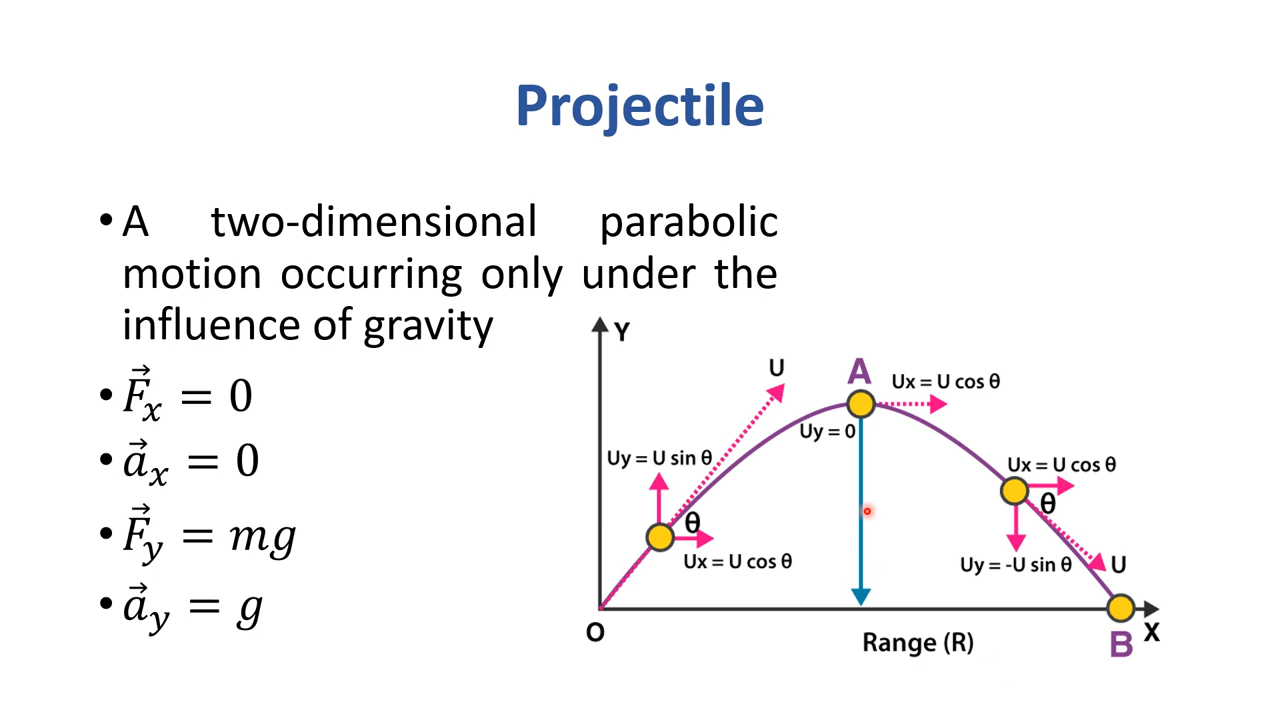 Projectile
• A two-dimensional parabolic
motion occurring only under the
influence of gravity
• F⃗ₓ = 0
• a⃗ₓ = 0
• F⃗ᵧ = mg
• a⃗ᵧ = g
Y
U
A
Ux = U cos θ
Uy = 0
Uy = U sin θ
Ux = U cos θ
θ
θ
Ux = U cos θ
Uy = -U sin θ
U
O
Range (R)
B
X